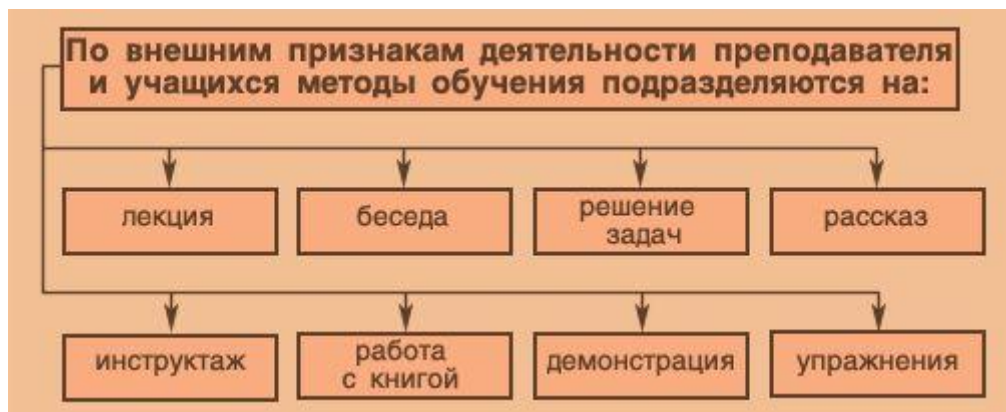 По внешним признакам деятельности преподавателя
и учащихся методы обучения подразделяются на:
лекция
беседа
решение
задач
рассказ
инструктаж
работа
с книгой
демонстрация
упражнения